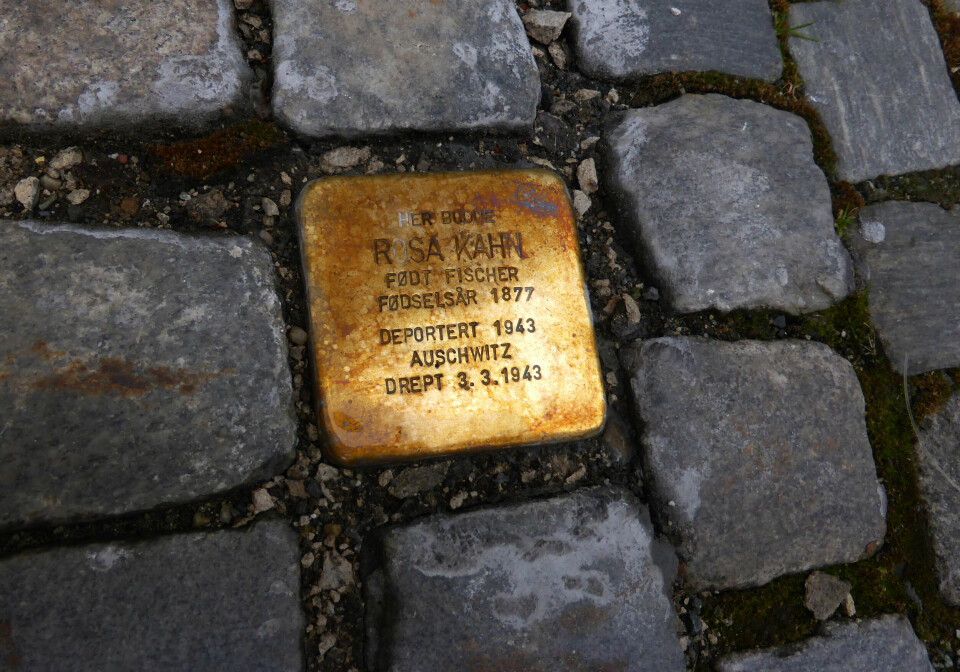 HER BODDE
ROSA KAHN
FØDT FISCHER
FØDSELSÅR 1877
DEPORTERT 1943
AUSCHWITZ
DREPT 3.3.1943